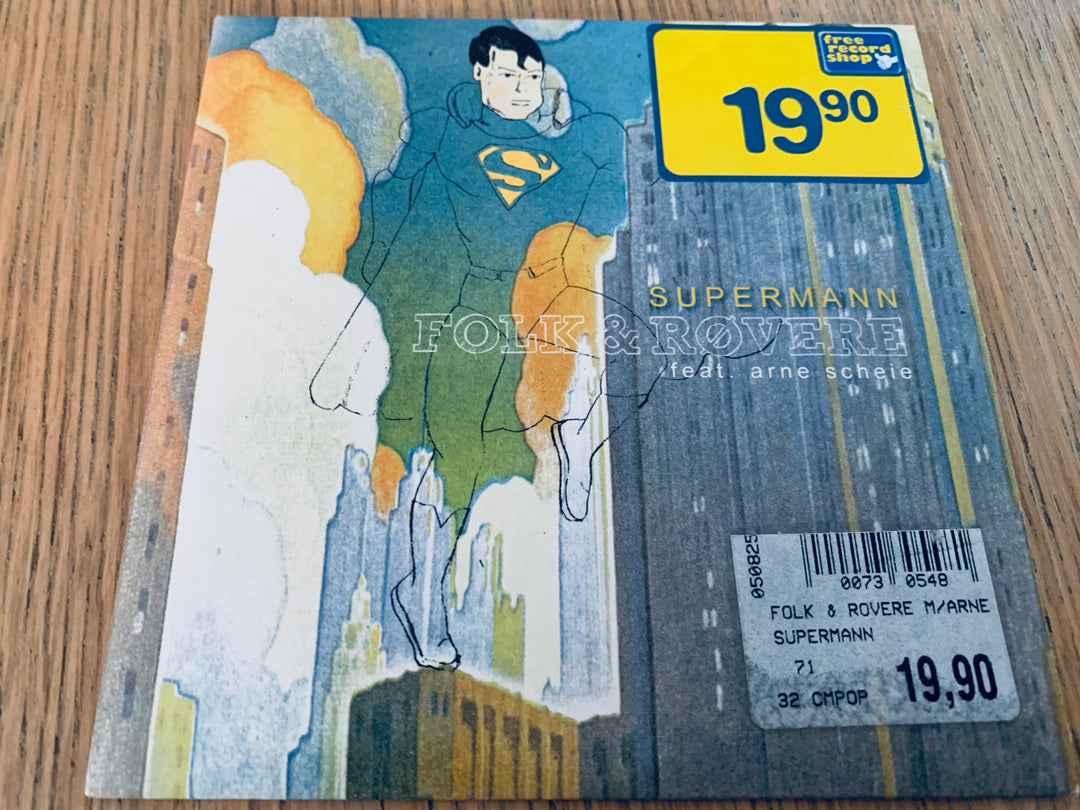 free
record
shop
19⁹⁰
S
SUPERMANN
FOLK & RØVERE
feat. arne scheie
050825
0073 0548
FOLK & ROVERE M/ARNE
SUPERMANN
71
32 CMPOP 19,90